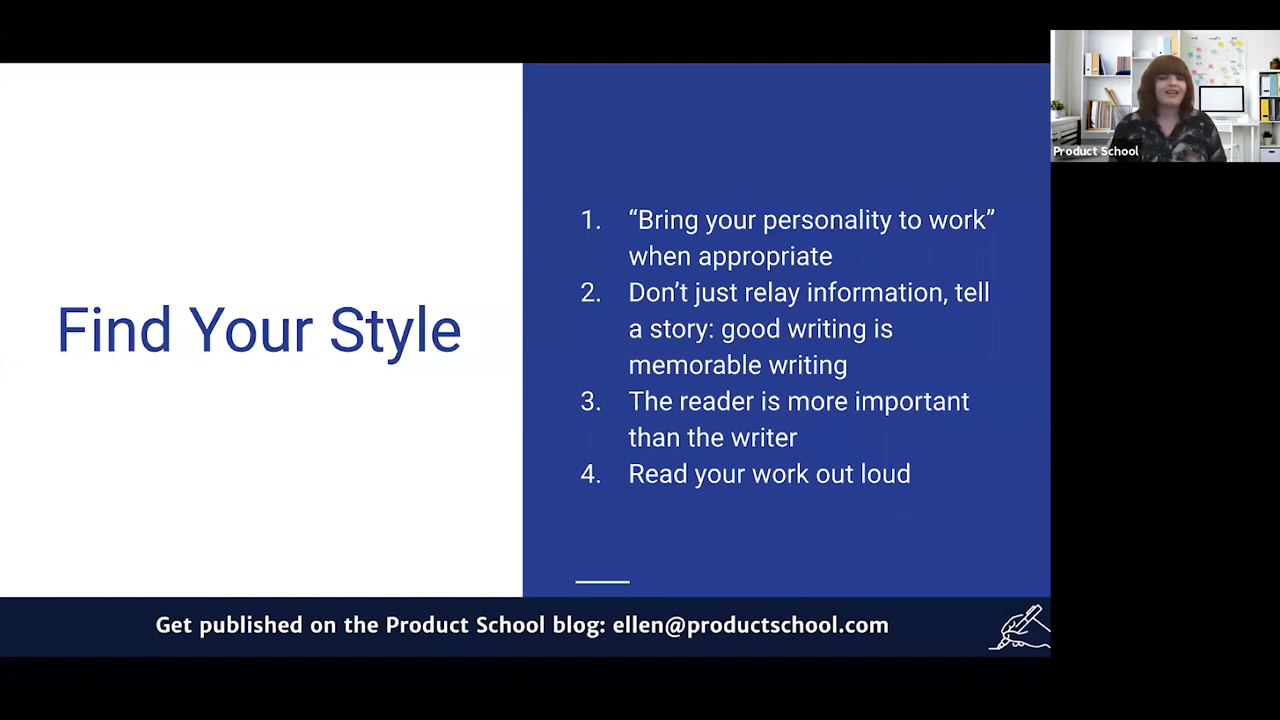 Find Your Style
1. “Bring your personality to work”
when appropriate
2. Don’t just relay information, tell
a story: good writing is
memorable writing
3. The reader is more important
than the writer
4. Read your work out loud
Get published on the Product School blog: ellen@productschool.com
Product School